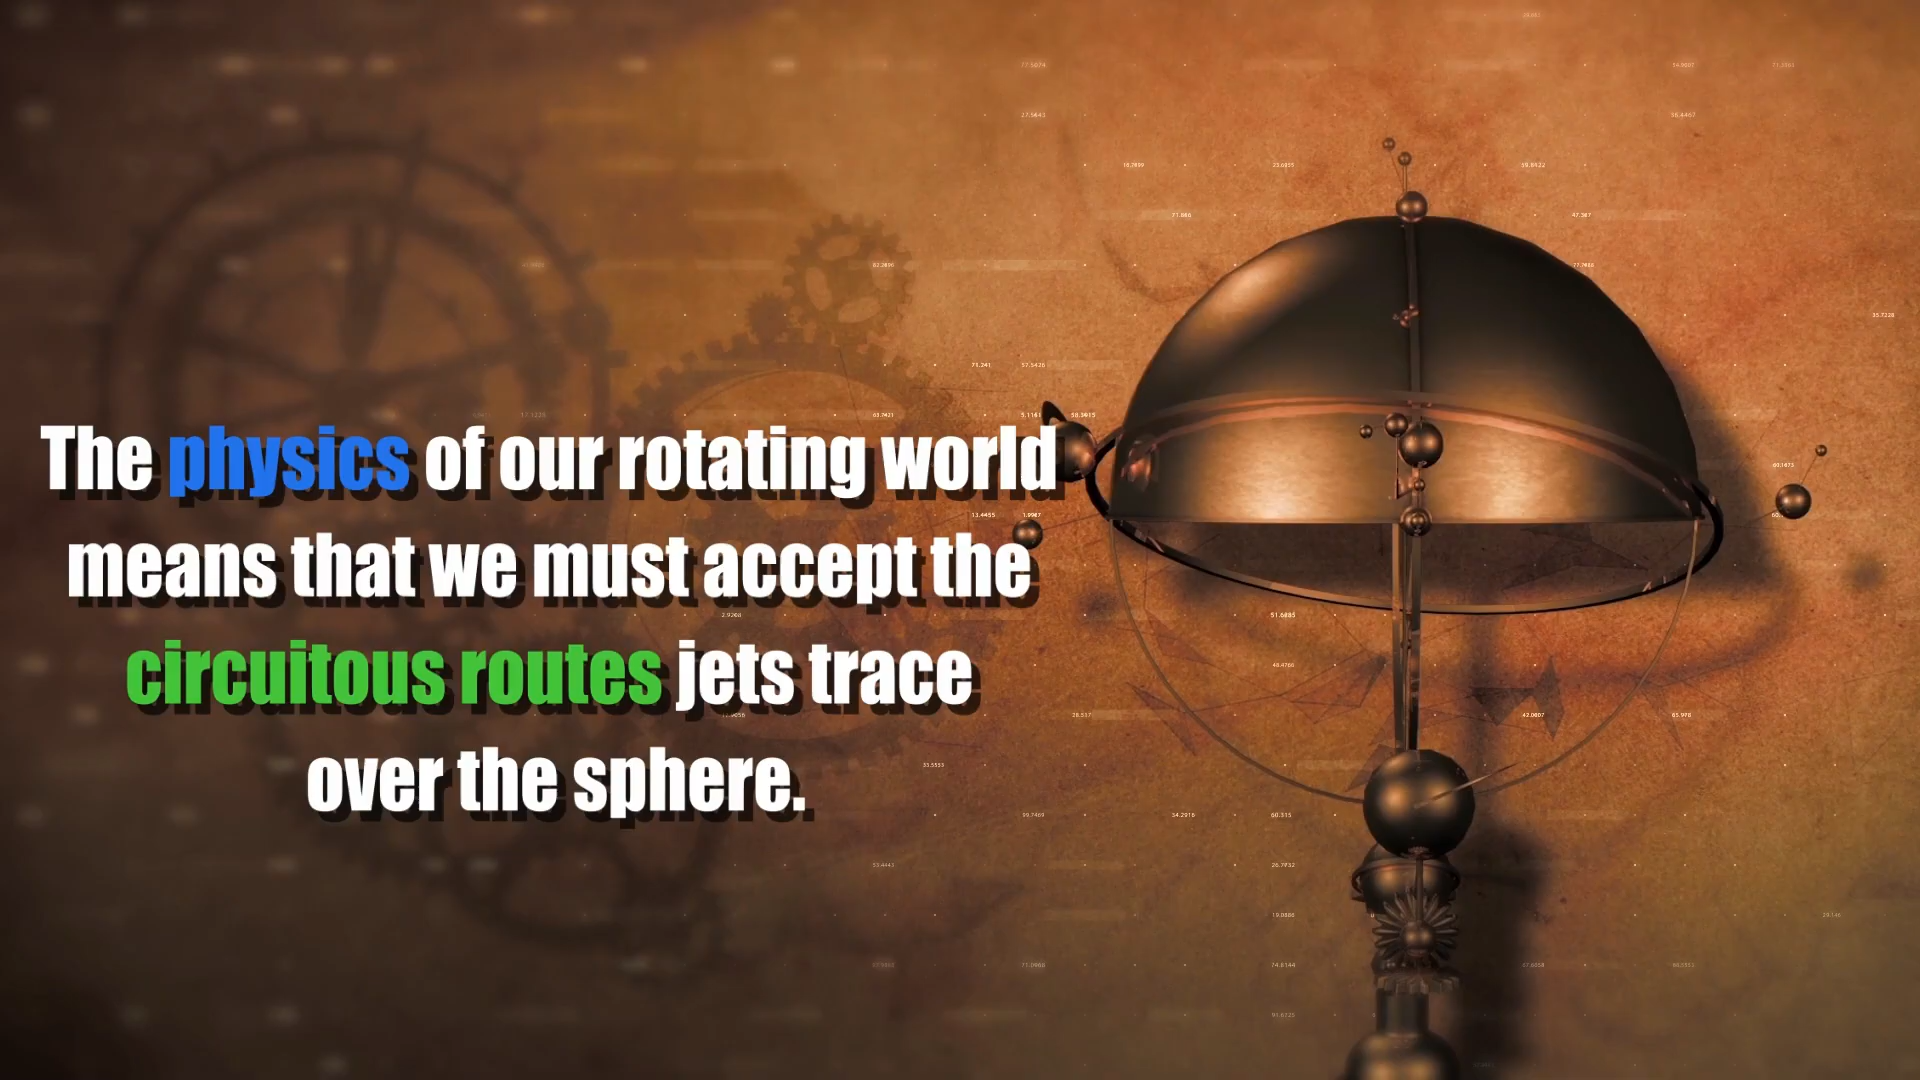 The physics of our rotating world
means that we must accept the
circuitous routes jets trace
over the sphere.